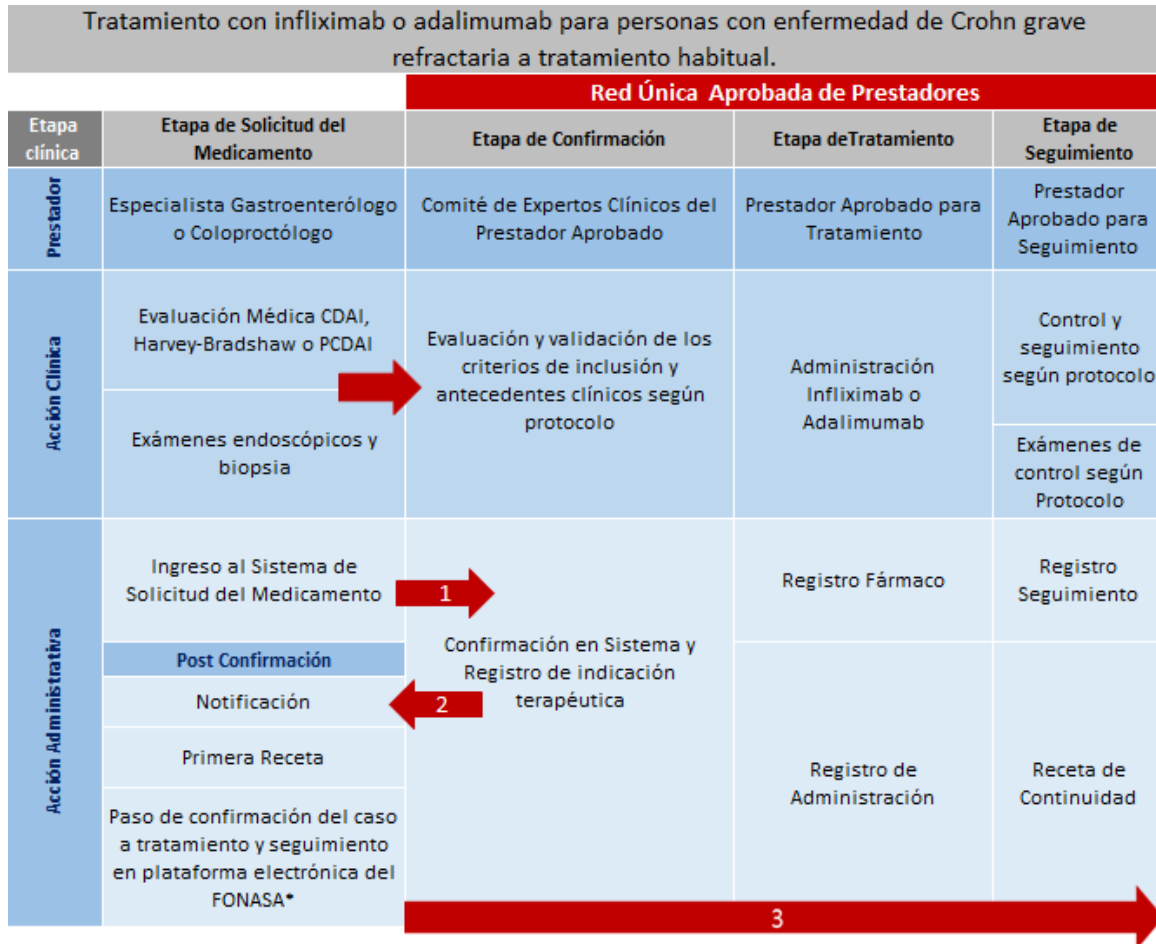 Tratamiento con infliximab o adalimumab para personas con enfermedad de Crohn grave
refractaria a tratamiento habitual.
Red Única Aprobada de Prestadores
Etapa
clínica
Etapa de Solicitud del
Medicamento
Etapa de Confirmación
Etapa deTratamiento
Etapa de
Seguimiento
Prestador
Especialista Gastroenterólogo
o Coloproctólogo
Comité de Expertos Clínicos del
Prestador Aprobado
Prestador Aprobado para
Tratamiento
Prestador
Aprobado para
Seguimiento
Acción Clínica
Evaluación Médica CDAI,
Harvey-Bradshaw o PCDAI
Exámenes endoscópicos y
biopsia
Evaluación y validación de los
criterios de inclusión y
antecedentes clínicos según
protocolo
Administración
Infliximab o
Adalimumab
Control y
seguimiento
según protocolo
Exámenes de
control según
Protocolo
Acción Administrativa
Ingreso al Sistema de
Solicitud del Medicamento
1
Post Confirmación
Notificación
2
Primera Receta
Paso de confirmación del caso
a tratamiento y seguimiento
en plataforma electrónica del
FONASA*
Confirmación en Sistema y
Registro de indicación
terapéutica
Registro Fármaco
Registro de
Administración
Registro
Seguimiento
Receta de
Continuidad
3